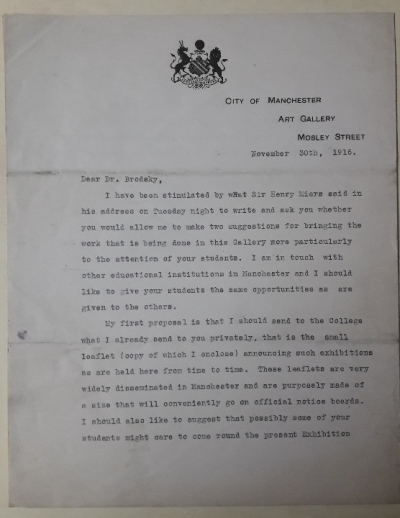 CITY OF MANCHESTER
ART GALLERY
MOSLEY STREET
November 30th, 1916.
Dear Dr. Brodsky,
I have been stimulated by wHat Sir Henry Miers said in
his address on Tuesday night to write and ask you whether
you would allow me to make two suggestions for bringing the
work that is being done in this Gallery more particularly
to the attention of your students. I am in touch with
other educational institutions in Manchester and I should
like to give your students the same opportunities as are
given to the others.
My first proposal is that I should send to the College
what I already send to you privately, that is the small
leaflet (copy of which I enclose) announcing such exhibitions
as are held here from time to time. These leaflets are very
widely disseminated in Manchester and are purposely made of
a size that will conveniently go on official notice boards.
I should also like to suggest that possibly some of your
students might care to come round the present Exhibition